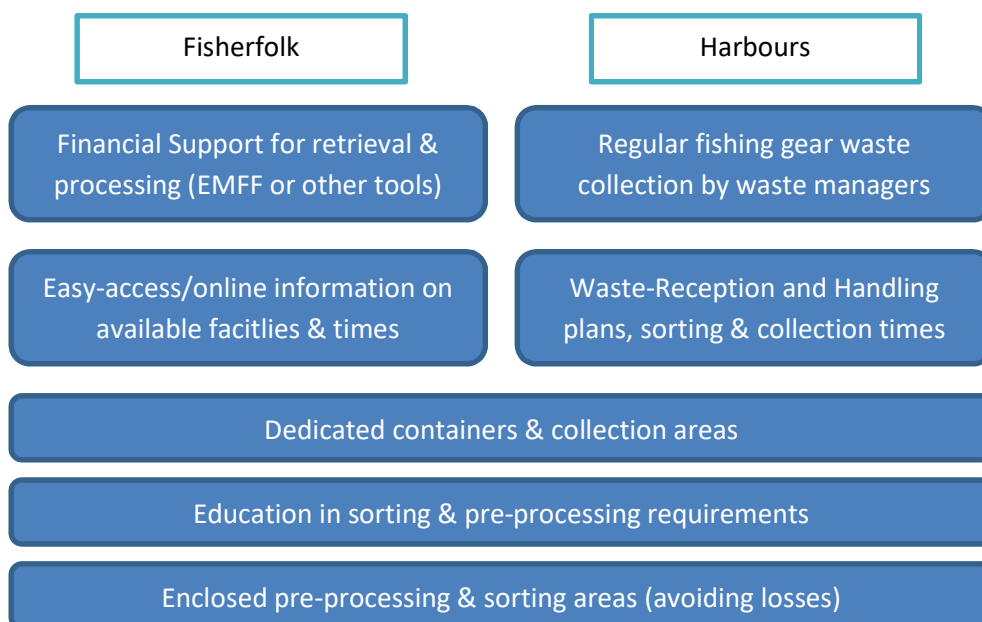 Fisherfolk
Harbours
Financial Support for retrieval &
processing (EMFF or other tools)
Regular fishing gear waste
collection by waste managers
Easy-access/online information on
available facitlies & times
Waste-Reception and Handling
plans, sorting & collection times
Dedicated containers & collection areas
Education in sorting & pre-processing requirements
Enclosed pre-processing & sorting areas (avoiding losses)